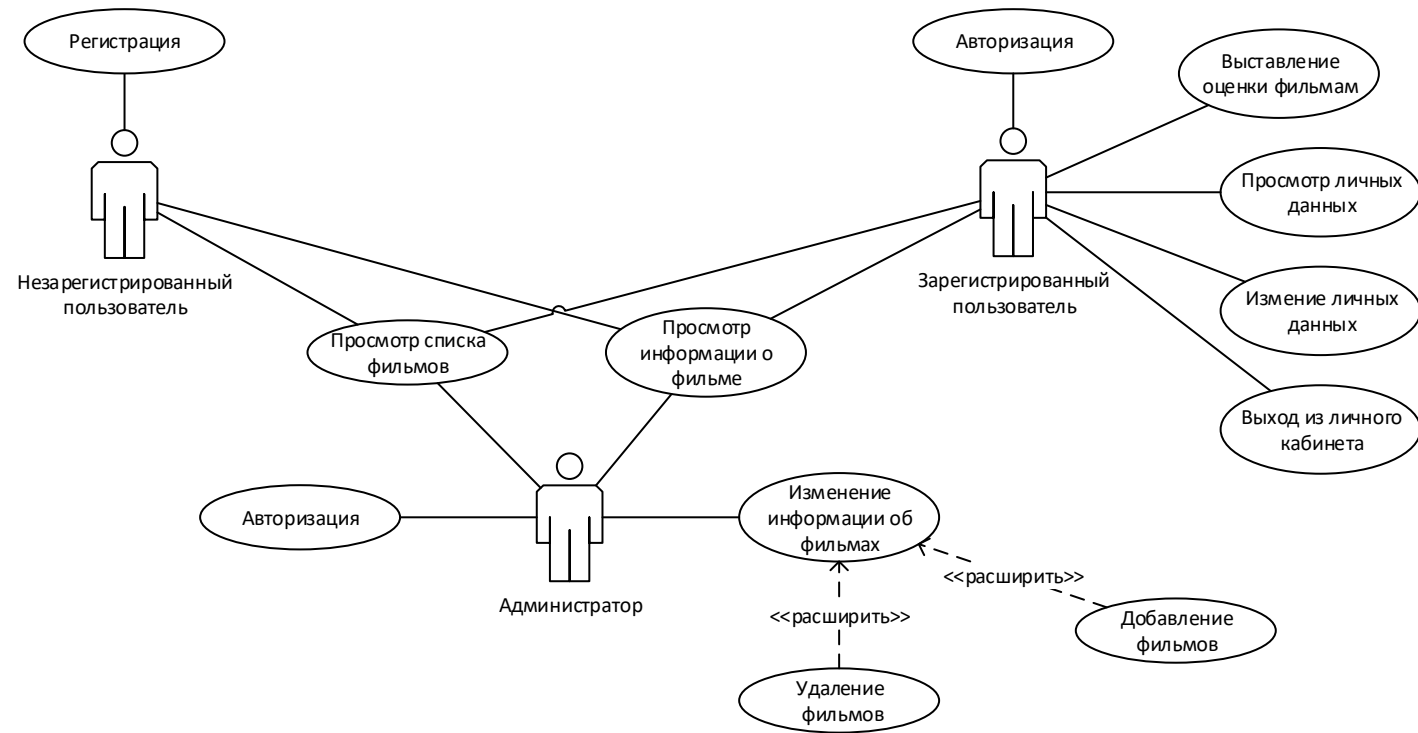 Регистрация
Авторизация
Выставление
оценки фильмам
Просмотр личных
данных
Незарегистрированный
пользователь
Зарегистрированный
пользователь
Измение личных
данных
Просмотр списка
фильмов
Просмотр
информации о
фильме
Выход из личного
кабинета
Авторизация
Администратор
Изменение
информации об
фильмах
<<расширить>>
<<расширить>>
Добавление
фильмов
Удаление
фильмов